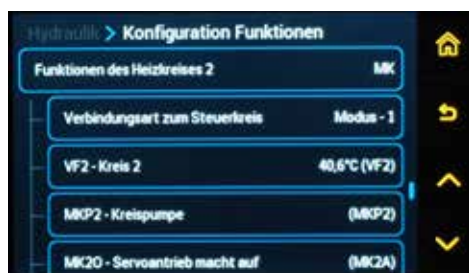 Hydraulik > Konfiguration Funktionen
Funktionen des Heizkreises 2 MK
Verbindungsart zum Steuerkreis Modus - 1
VF2 - Kreis 2 40,6°C (VF2)
MKP2 - Kreispumpe (MKP2)
MK2O - Servoantrieb macht auf (MK2A)